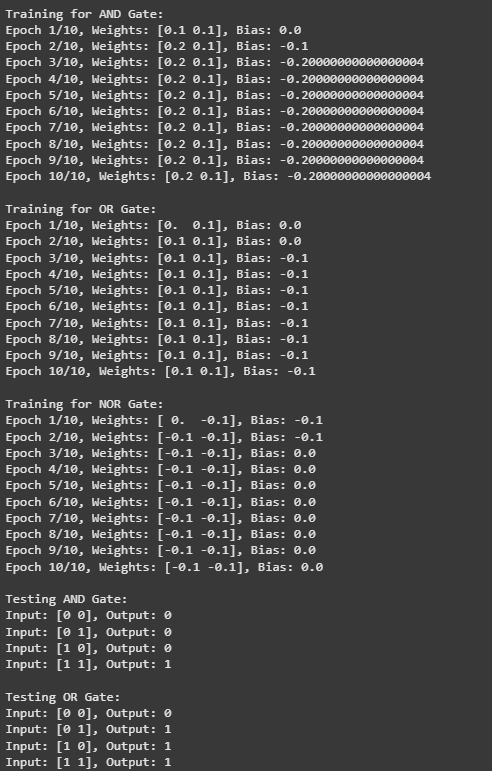 Training for AND Gate:
Epoch 1/10, Weights: [0.1 0.1], Bias: 0.0
Epoch 2/10, Weights: [0.2 0.1], Bias: -0.1
Epoch 3/10, Weights: [0.2 0.1], Bias: -0.20000000000000004
Epoch 4/10, Weights: [0.2 0.1], Bias: -0.20000000000000004
Epoch 5/10, Weights: [0.2 0.1], Bias: -0.20000000000000004
Epoch 6/10, Weights: [0.2 0.1], Bias: -0.20000000000000004
Epoch 7/10, Weights: [0.2 0.1], Bias: -0.20000000000000004
Epoch 8/10, Weights: [0.2 0.1], Bias: -0.20000000000000004
Epoch 9/10, Weights: [0.2 0.1], Bias: -0.20000000000000004
Epoch 10/10, Weights: [0.2 0.1], Bias: -0.20000000000000004

Training for OR Gate:
Epoch 1/10, Weights: [0.  0.1], Bias: 0.0
Epoch 2/10, Weights: [0.1 0.1], Bias: 0.0
Epoch 3/10, Weights: [0.1 0.1], Bias: -0.1
Epoch 4/10, Weights: [0.1 0.1], Bias: -0.1
Epoch 5/10, Weights: [0.1 0.1], Bias: -0.1
Epoch 6/10, Weights: [0.1 0.1], Bias: -0.1
Epoch 7/10, Weights: [0.1 0.1], Bias: -0.1
Epoch 8/10, Weights: [0.1 0.1], Bias: -0.1
Epoch 9/10, Weights: [0.1 0.1], Bias: -0.1
Epoch 10/10, Weights: [0.1 0.1], Bias: -0.1

Training for NOR Gate:
Epoch 1/10, Weights: [ 0.  -0.1], Bias: -0.1
Epoch 2/10, Weights: [-0.1 -0.1], Bias: -0.1
Epoch 3/10, Weights: [-0.1 -0.1], Bias: 0.0
Epoch 4/10, Weights: [-0.1 -0.1], Bias: 0.0
Epoch 5/10, Weights: [-0.1 -0.1], Bias: 0.0
Epoch 6/10, Weights: [-0.1 -0.1], Bias: 0.0
Epoch 7/10, Weights: [-0.1 -0.1], Bias: 0.0
Epoch 8/10, Weights: [-0.1 -0.1], Bias: 0.0
Epoch 9/10, Weights: [-0.1 -0.1], Bias: 0.0
Epoch 10/10, Weights: [-0.1 -0.1], Bias: 0.0

Testing AND Gate:
Input: [0 0], Output: 0
Input: [0 1], Output: 0
Input: [1 0], Output: 0
Input: [1 1], Output: 1

Testing OR Gate:
Input: [0 0], Output: 0
Input: [0 1], Output: 1
Input: [1 0], Output: 1
Input: [1 1], Output: 1